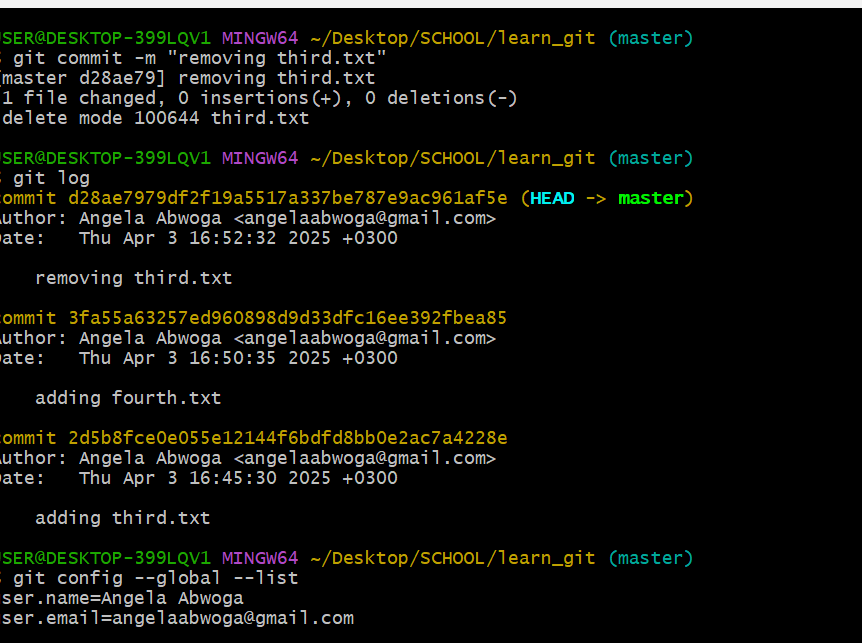 SER@DESKTOP-399LQV1 MINGW64 ~/Desktop/SCHOOL/learn_git (master)
$ git commit -m "removing third.txt"
[master d28ae79] removing third.txt
1 file changed, 0 insertions(+), 0 deletions(-)
delete mode 100644 third.txt
SER@DESKTOP-399LQV1 MINGW64 ~/Desktop/SCHOOL/learn_git (master)
$ git log
ommit d28ae7979df2f19a5517a337be787e9ac961af5e (HEAD -> master)
uthor: Angela Abwoga <angelaabwoga@gmail.com>
ate:   Thu Apr 3 16:52:32 2025 +0300
removing third.txt
ommit 3fa55a63257ed960898d9d33dfc16ee392fbea85
uthor: Angela Abwoga <angelaabwoga@gmail.com>
ate:   Thu Apr 3 16:50:35 2025 +0300
adding fourth.txt
ommit 2d5b8fce0e055e12144f6bdfd8bb0e2ac7a4228e
uthor: Angela Abwoga <angelaabwoga@gmail.com>
ate:   Thu Apr 3 16:45:30 2025 +0300
adding third.txt
SER@DESKTOP-399LQV1 MINGW64 ~/Desktop/SCHOOL/learn_git (master)
$ git config --global --list
ser.name=Angela Abwoga
ser.email=angelaabwoga@gmail.com